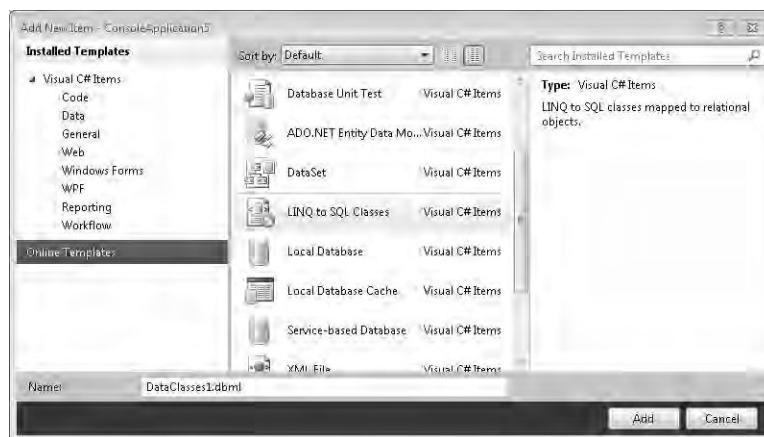 Add New Item - ConsoleApplication5
Installed Templates
Visual C# Items
Code
Data
General
Web
Windows Forms
WPF
Reporting
Workflow
Online Templates
Sort by: Default
Database Unit Test Visual C# Items
ADO.NET Entity Data Mo... Visual C# Items
DataSet Visual C# Items
LINQ to SQL Classes Visual C# Items
Local Database Visual C# Items
Local Database Cache Visual C# Items
Service-based Database Visual C# Items
XML File Visual C# Items
Search Installed Templates
Type: Visual C# Items
LINQ to SQL classes mapped to relational
objects.
Name: DataClasses1.dbml
Add Cancel